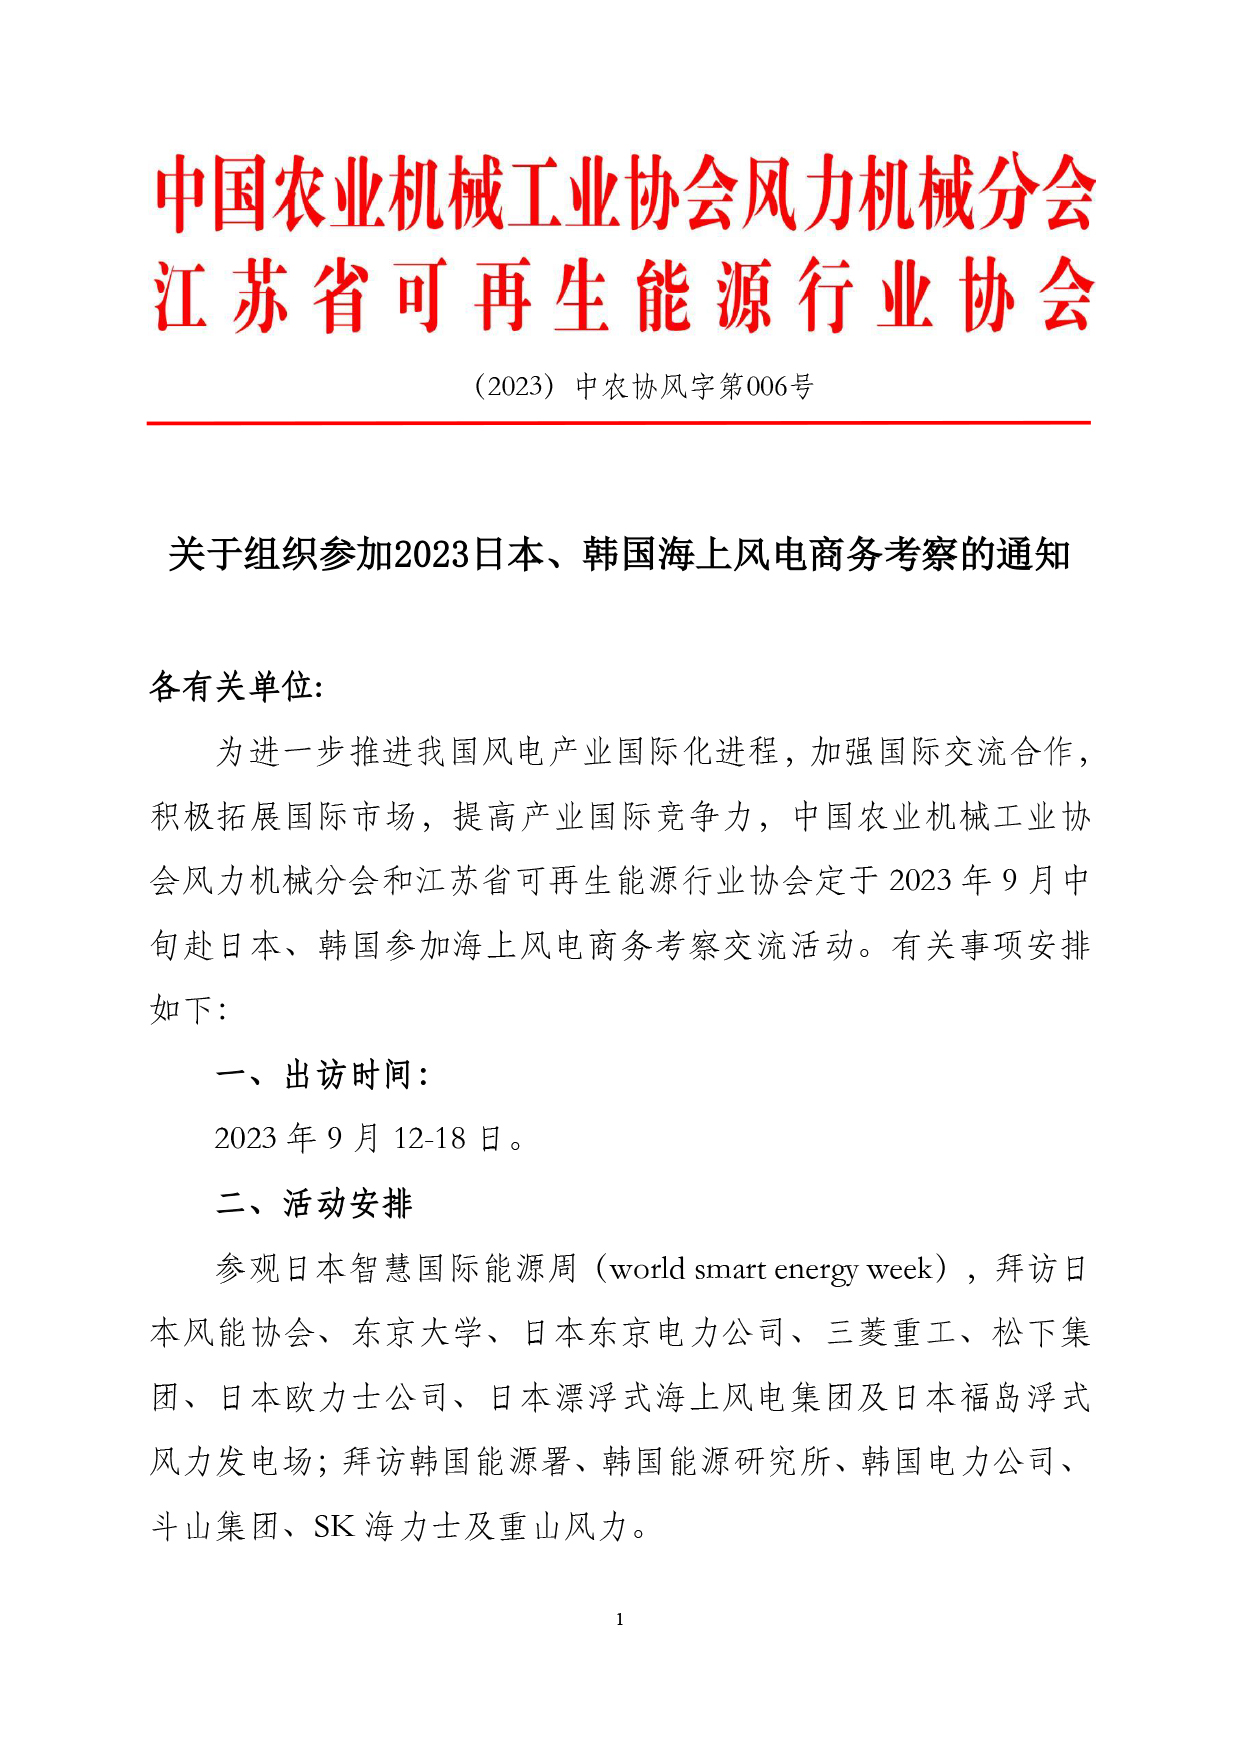 中国农业机械工业协会风力机械分会
江苏省可再生能源行业协会
（2023）中农协风字第006号
关于组织参加2023日本、韩国海上风电商务考察的通知
各有关单位:
为进一步推进我国风电产业国际化进程，加强国际交流合作，
积极拓展国际市场，提高产业国际竞争力，中国农业机械工业协
会风力机械分会和江苏省可再生能源行业协会定于 2023 年 9 月中
旬赴日本、韩国参加海上风电商务考察交流活动。有关事项安排
如下：
一、出访时间：
2023 年 9 月 12-18 日。
二、活动安排
参观日本智慧国际能源周（world smart energy week），拜访日
本风能协会、东京大学、日本东京电力公司、三菱重工、松下集
团、日本欧力士公司、日本漂浮式海上风电集团及日本福岛浮式
风力发电场；拜访韩国能源署、韩国能源研究所、韩国电力公司、
斗山集团、SK 海力士及重山风力。
1